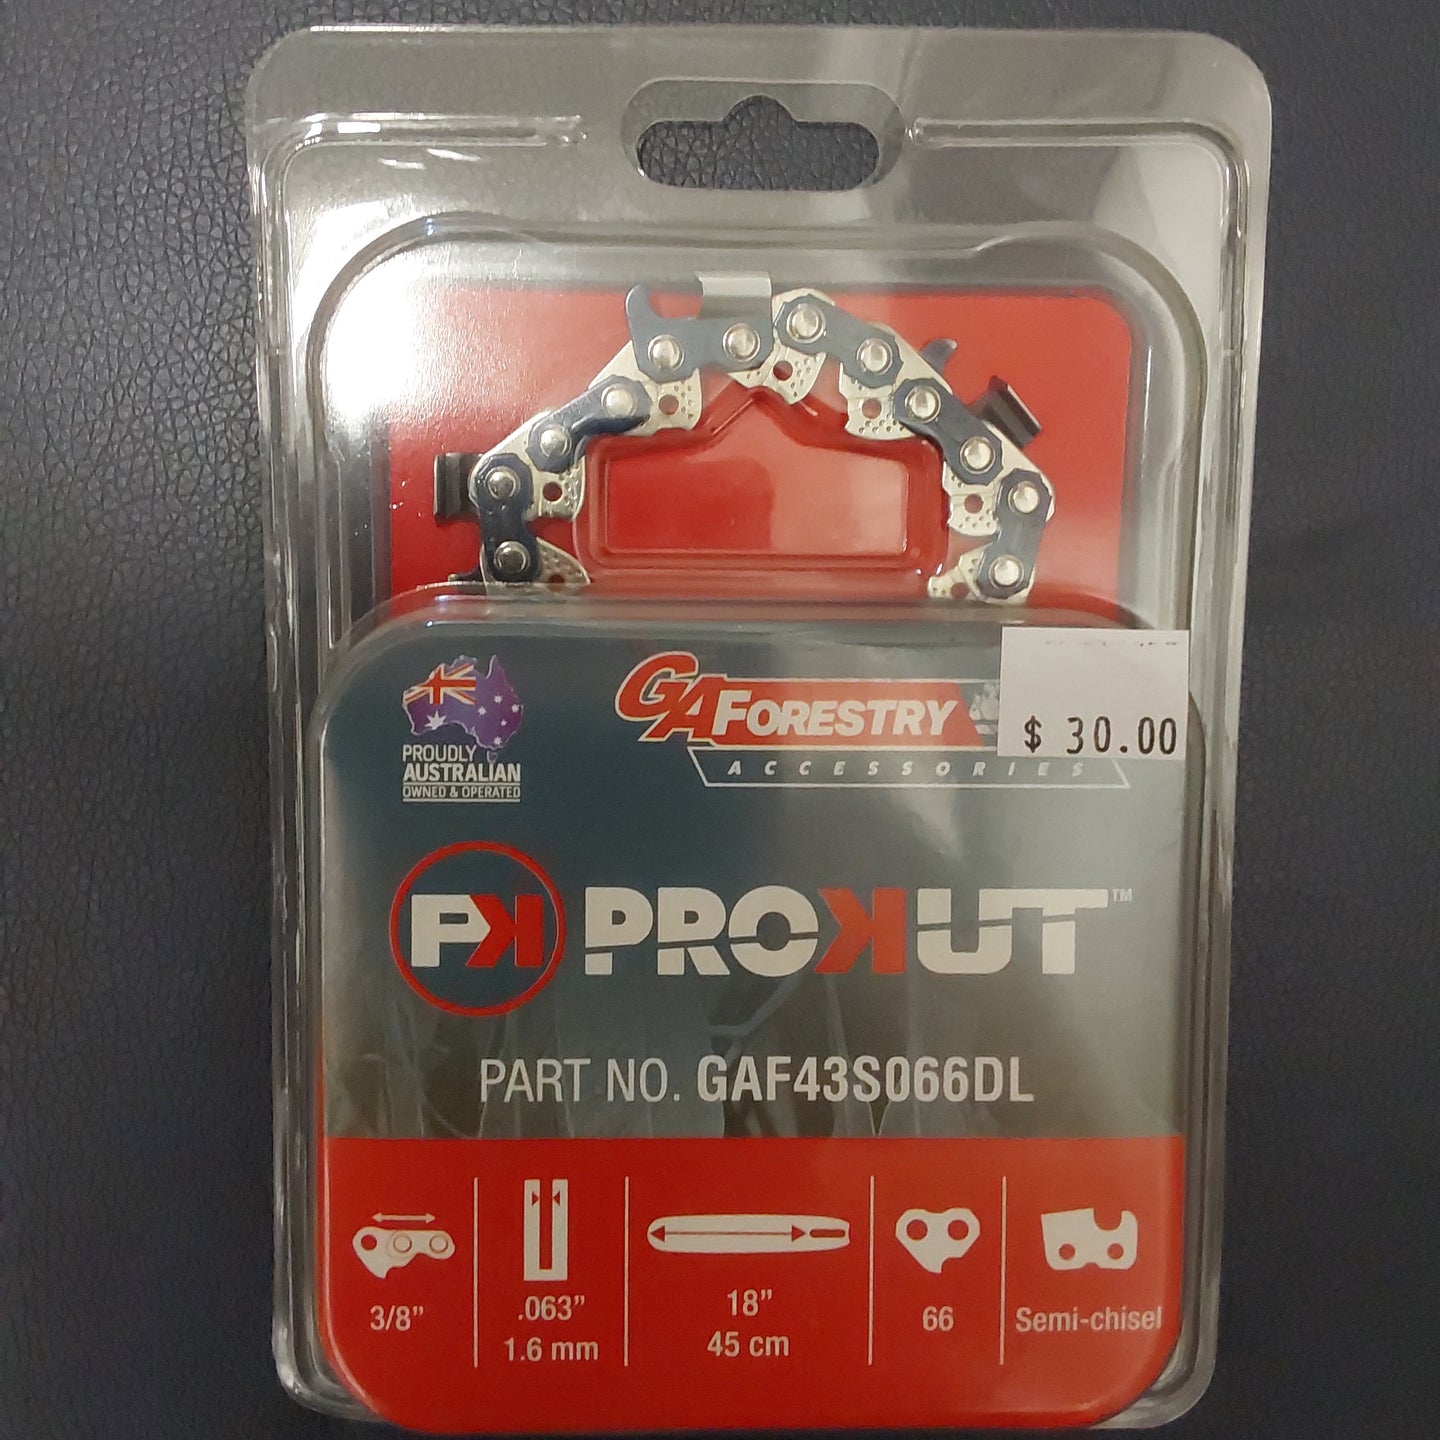 PROUDLY
AUSTRALIAN
OWNED & OPERATED
GAFORESTRY
ACCESSORIES
$ 30.00
PK PROKUT™
PART NO. GAF43S066DL
3/8”
.063”
1.6 mm
18”
45 cm
66
Semi-chisel